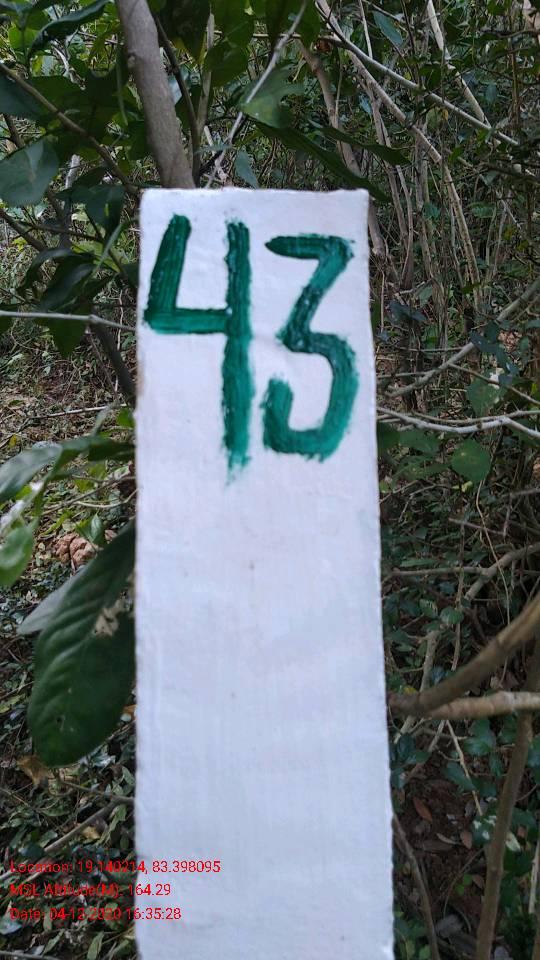 43
Location: 19.140214, 83.398095
MSL Altitude(M): 164.29
Date: 04-12-2020 16:35:28